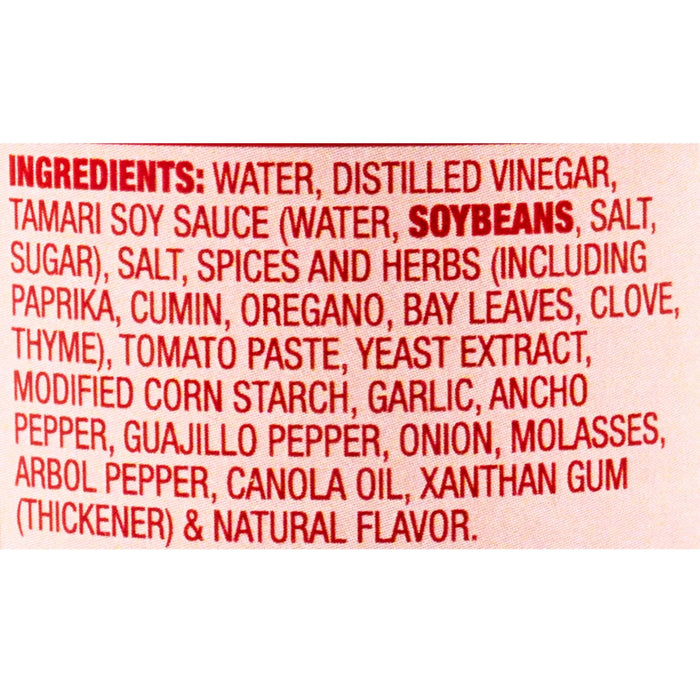 INGREDIENTS: WATER, DISTILLED VINEGAR,
TAMARI SOY SAUCE (WATER, SOYBEANS, SALT,
SUGAR), SALT, SPICES AND HERBS (INCLUDING
PAPRIKA, CUMIN, OREGANO, BAY LEAVES, CLOVE,
THYME), TOMATO PASTE, YEAST EXTRACT,
MODIFIED CORN STARCH, GARLIC, ANCHO
PEPPER, GUAJILLO PEPPER, ONION, MOLASSES,
ARBOL PEPPER, CANOLA OIL, XANTHAN GUM
(THICKENER) & NATURAL FLAVOR.